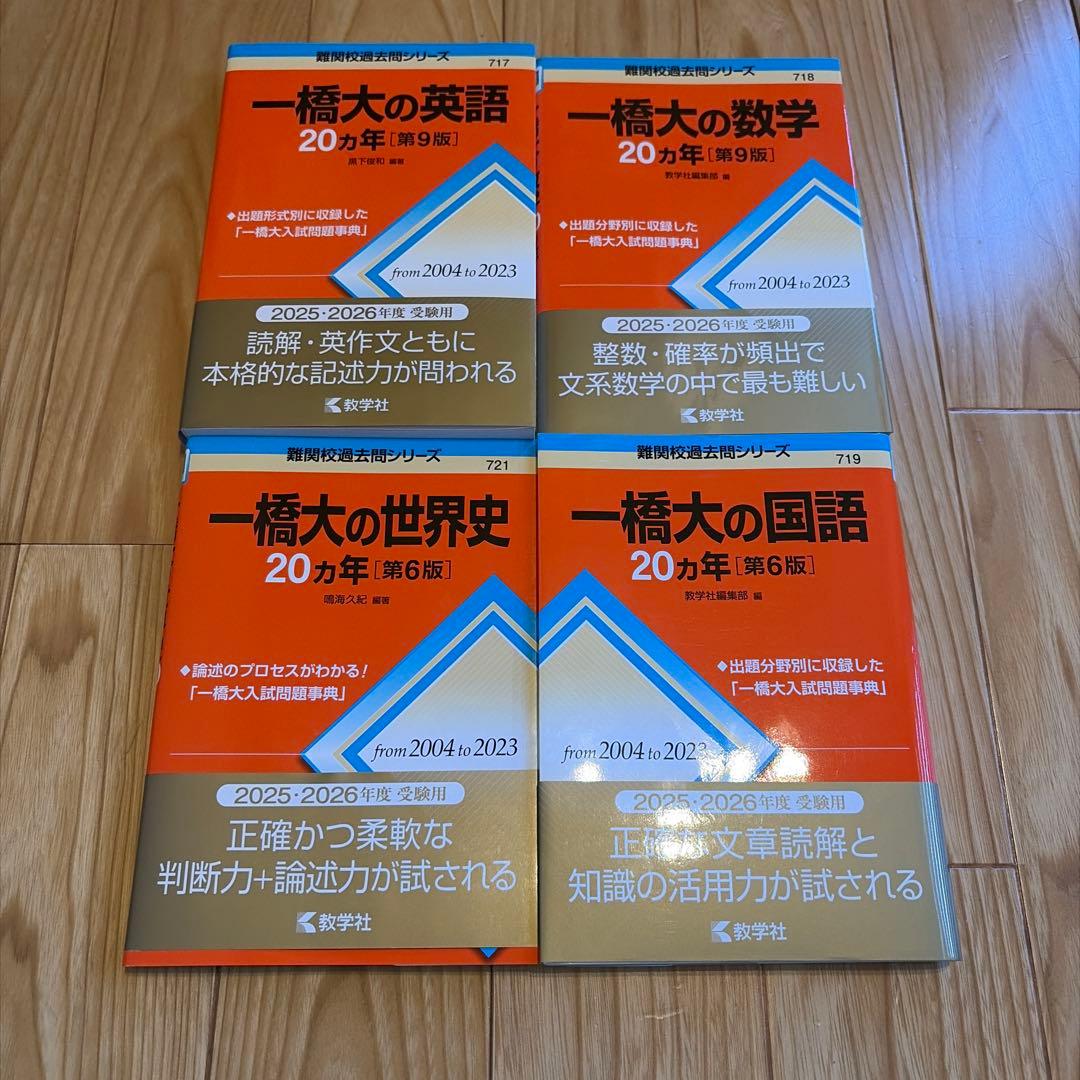 難関校過去問シリーズ
717
一橋大の英語
20カ年[第9版]
黒下俊和 編著
◆出題形式別に収録した
「一橋大入試問題事典」
from 2004 to 2023
2025・2026年度 受験用
読解・英作文ともに
本格的な記述力が問われる
教学社
難関校過去問シリーズ
718
一橋大の数学
20カ年[第9版]
教学社編集部 編
◆出題分野別に収録した
「一橋大入試問題事典」
from 2004 to 2023
2025・2026年度 受験用
整数・確率が頻出で
文系数学の中で最も難しい
教学社
難関校過去問シリーズ
721
一橋大の世界史
20カ年[第6版]
鳴海久紀 編著
◆論述のプロセスがわかる!
「一橋大入試問題事典」
from 2004 to 2023
2025・2026年度 受験用
正確かつ柔軟な
判断力+論述力が試される
教学社
難関校過去問シリーズ
719
一橋大の国語
20カ年[第6版]
教学社編集部 編
◆出題分野別に収録した
「一橋大入試問題事典」
from 2004 to 2023
2025・2026年度 受験用
正確な文章読解と
知識の活用力が試される
教学社